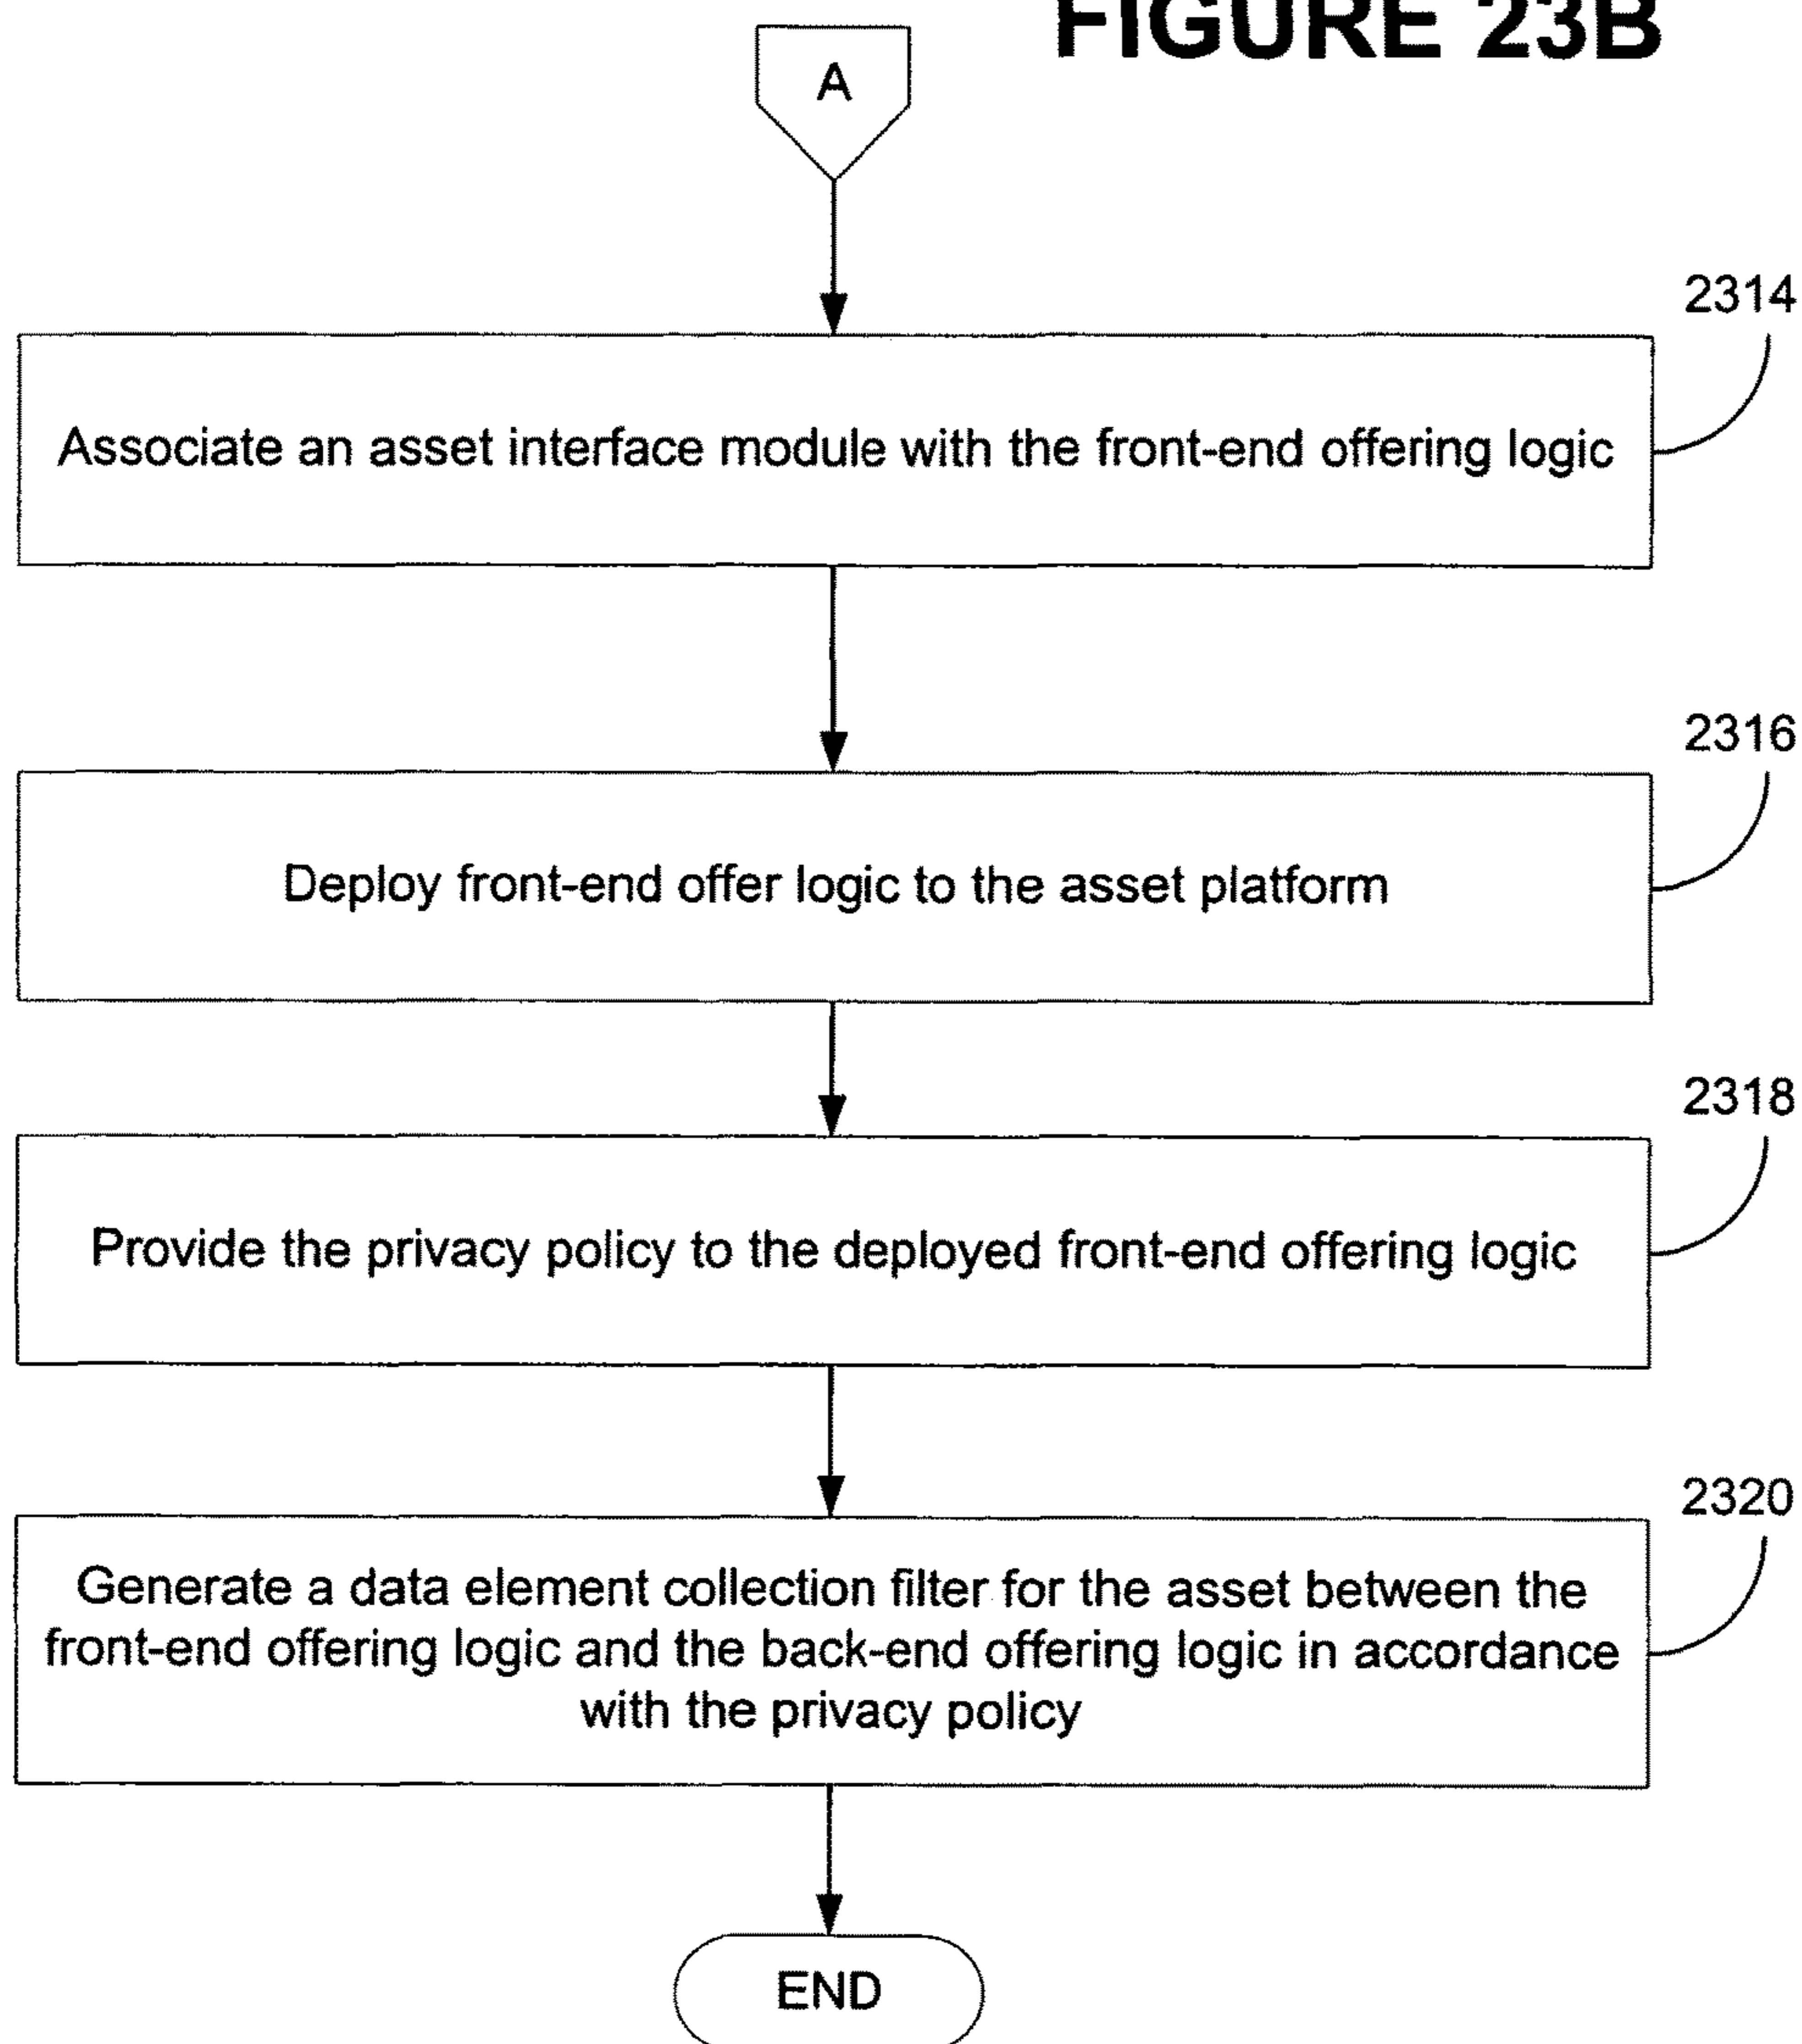 FIGURE 23B
A
2314
Associate an asset interface module with the front-end offering logic
2316
Deploy front-end offer logic to the asset platform
2318
Provide the privacy policy to the deployed front-end offering logic
2320
Generate a data element collection filter for the asset between the
front-end offering logic and the back-end offering logic in accordance
with the privacy policy
END